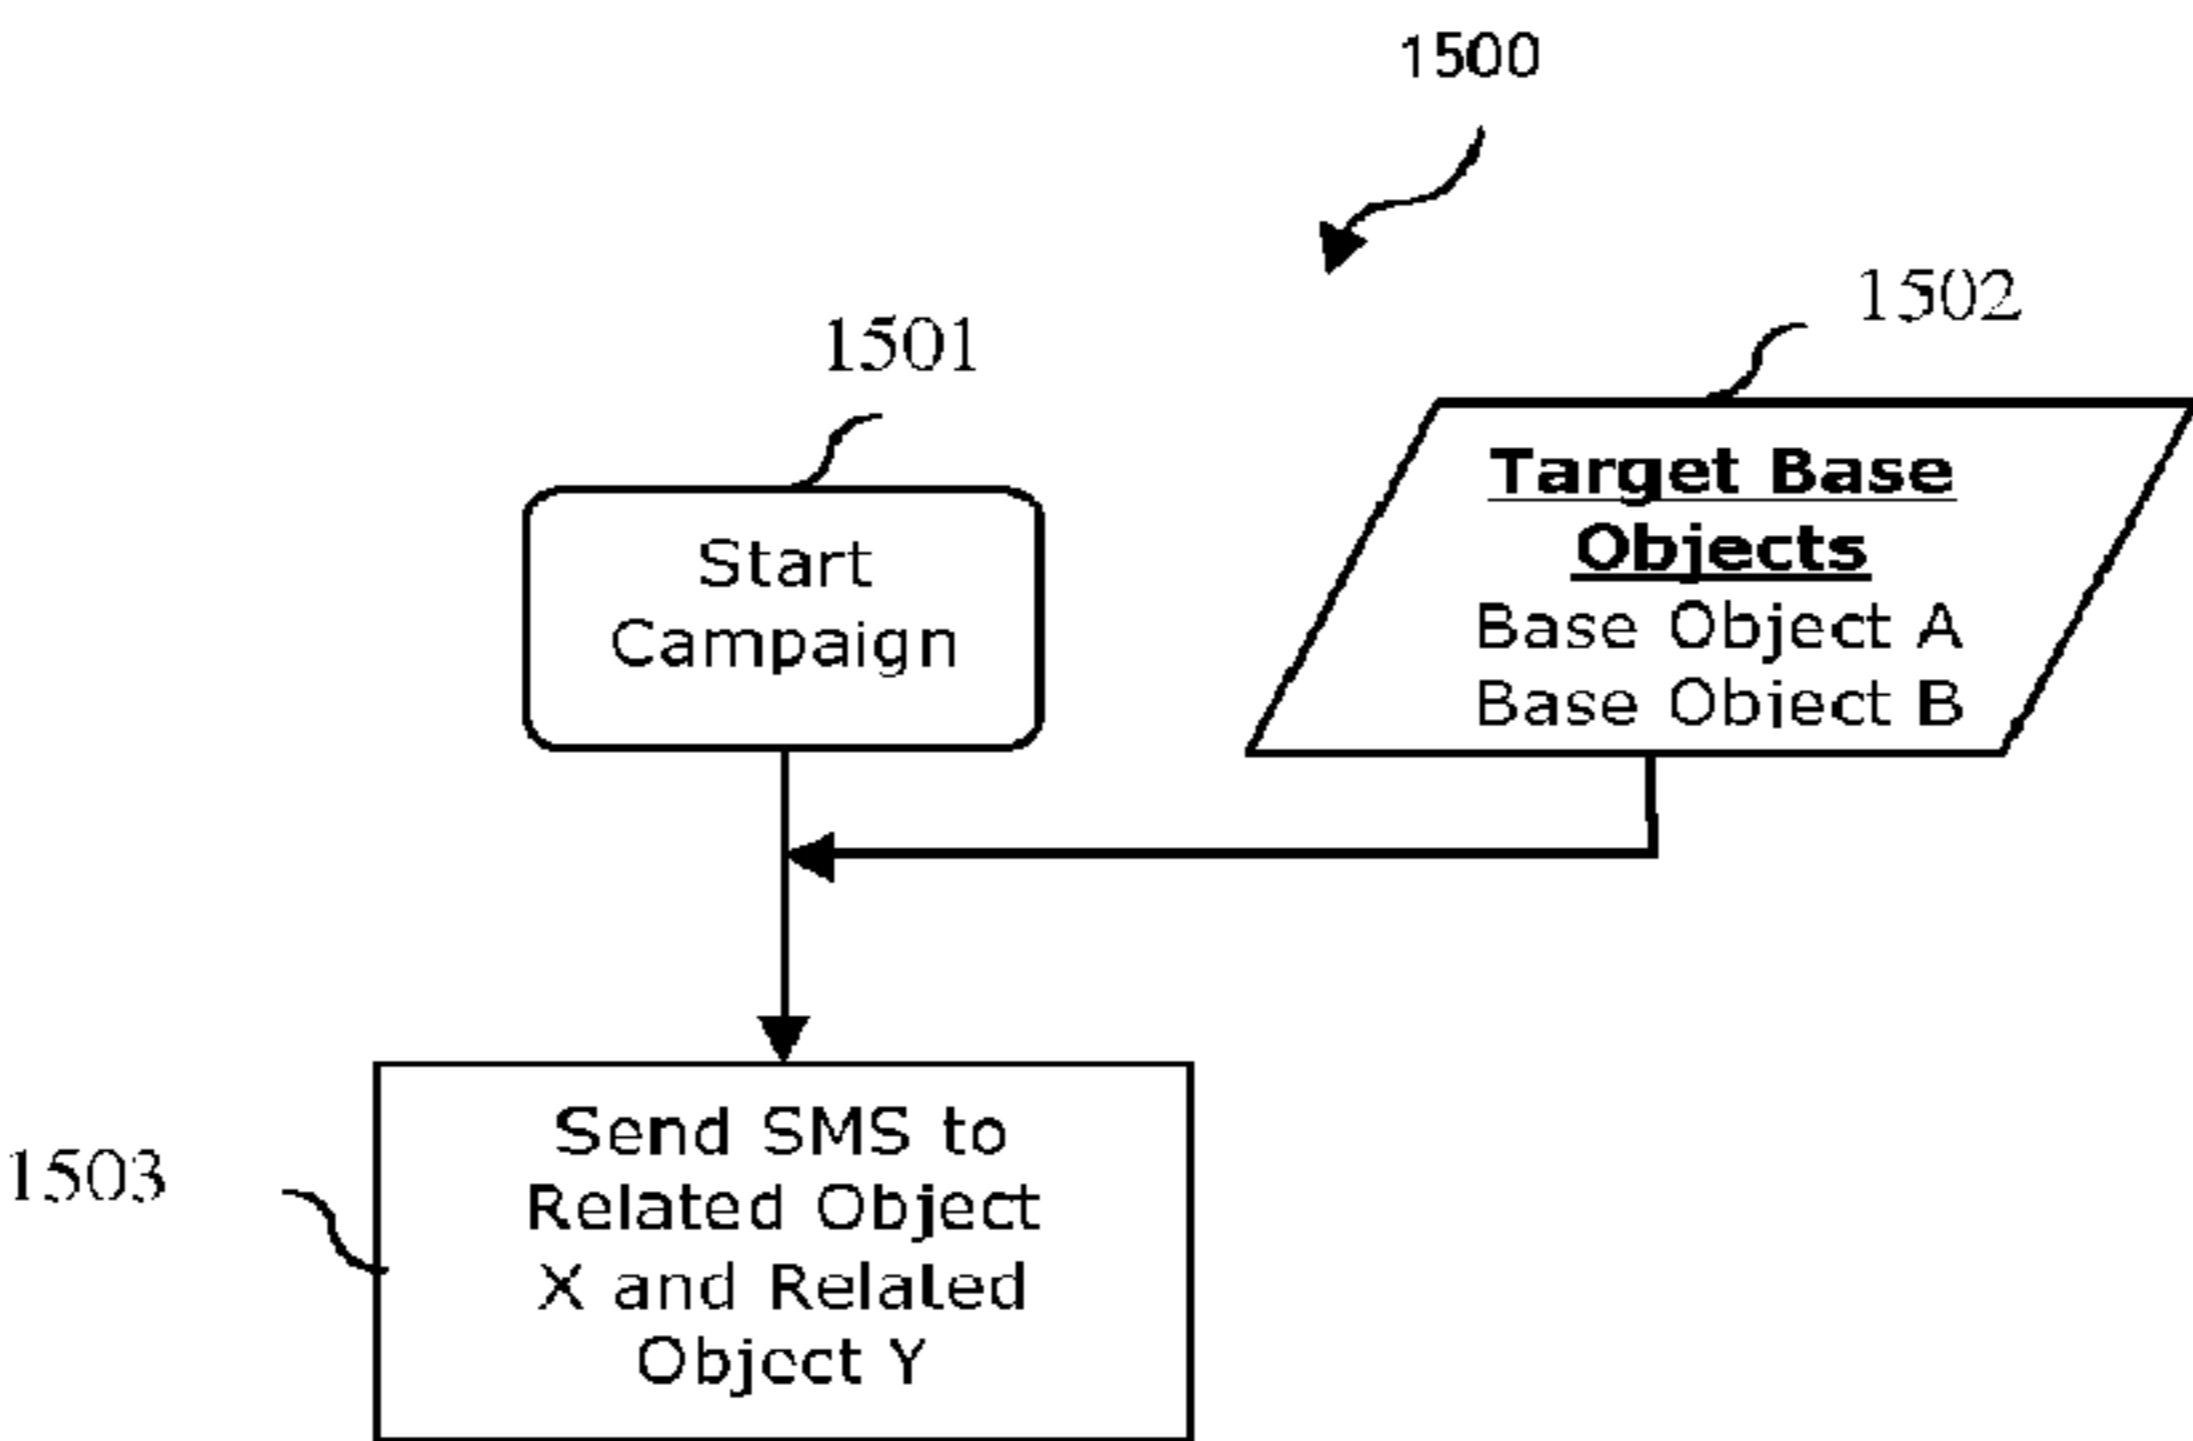 1500
1501
1502
Start
Campaign
Target Base
Objects
Base Object A
Base Object B
1503
Send SMS to
Related Object
X and Related
Object Y